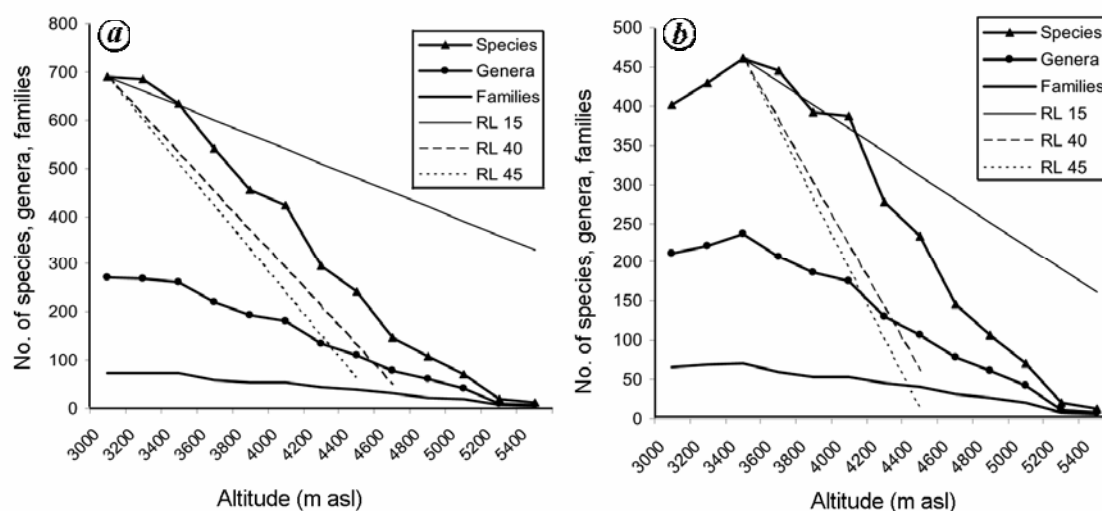 a
No. of species, genera, families
800
700
600
500
400
300
200
100
0
Species
Genera
Families
RL 15
RL 40
RL 45
3000
3200
3400
3600
3800
4000
4200
4400
4600
4800
5000
5200
5400
Altitude (m asl)
b
No. of species, genera, families
500
450
400
350
300
250
200
150
100
50
0
Species
Genera
Families
RL 15
RL 40
RL 45
3000
3200
3400
3600
3800
4000
4200
4400
4600
4800
5000
5200
5400
Altitude (m asl)